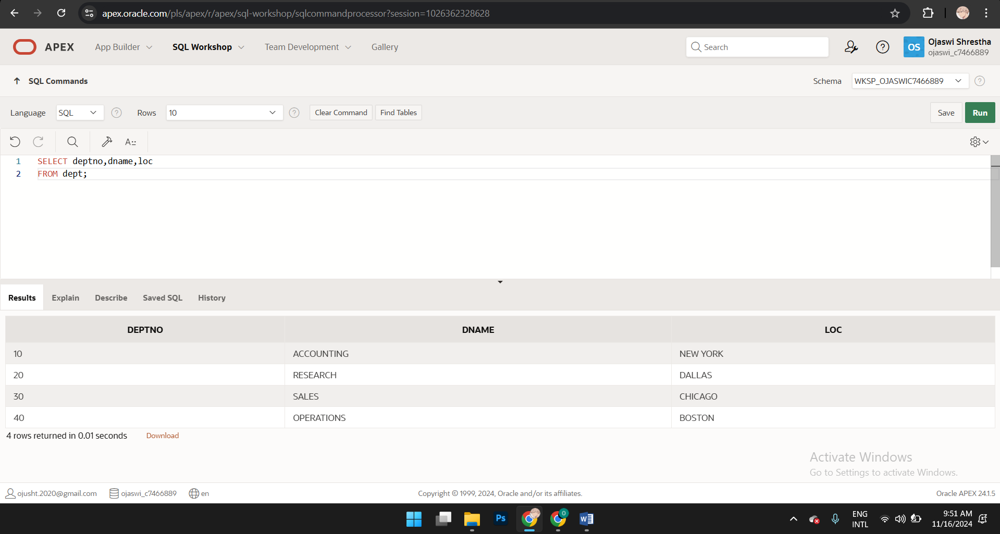 apex.oracle.com/pls/apex/r/apex/sql-workshop/sqlcommandprocessor?session=1026362328628
APEX App Builder SQL Workshop Team Development Gallery Search OS Ojaswi Shrestha
ojaswi_c7466889
SQL Commands Schema WKSP_OJASWIC7466889
Language SQL Rows 10 Clear Command Find Tables Save Run
A
1 SELECT deptno,dname,loc
2 FROM dept;
Results Explain Describe Saved SQL History
DEPTNO DNAME LOC
10 ACCOUNTING NEW YORK
20 RESEARCH DALLAS
30 SALES CHICAGO
40 OPERATIONS BOSTON
4 rows returned in 0.01 seconds Download
Activate Windows
Go to Settings to activate Windows.
ojusht.2020@gmail.com ojaswi_c7466889 en Copyright © 1999, 2024, Oracle and/or its affiliates. Oracle APEX 24.1.5
Ps O W ENG 9:51 AM
INTL 11/16/2024